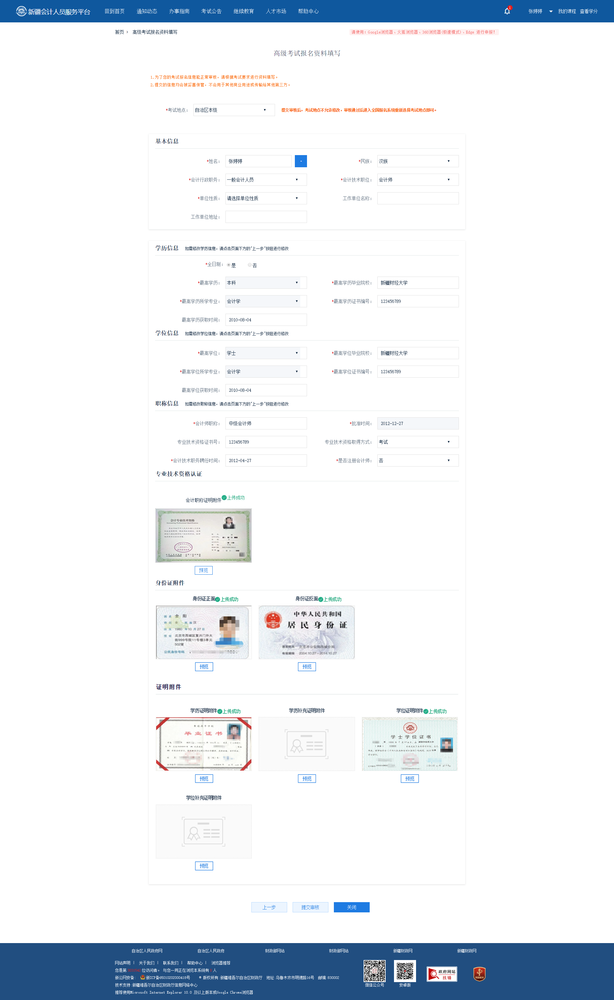 新疆会计人员服务平台 回到首页 通知动态 办事指南 考试公告 继续教育 人才市场 帮助中心 1 张婷婷 我的课程 查看学分
首页 > 高级考试报名资料填写 请使用：Google浏览器、火狐浏览器、360浏览器(极速模式)、Edge 进行申报！
高级考试报名资料填写
1.为了您的考试报名信息能正常审核，请根据考试要求进行资料填写。
2.提交的信息均会被妥善保管，不会用于其他商业用途或传输给其他第三方。
*考试地点： 自治区本级 提交审核后，考试地点不允许修改，审核通过后进入全国报名系统重新选择考试地点即可。
基本信息
*姓名： 张婷婷 - *民族： 汉族
*会计行政职务： 一般会计人员 *会计技术职位： 会计师
*单位性质： 请选择单位性质 工作单位名称：
工作单位地址：
学历信息 如需修改学历信息，请点击页面下方的"上一步"按钮进行修改
*全日制： 是 否
*最高学历： 本科 *最高学历毕业院校： 新疆财经大学
*最高学历所学专业： 会计学 *最高学历证书编号： 123456789
最高学历获取时间： 2010-08-04
学位信息 如需修改学位信息，请点击页面下方的"上一步"按钮进行修改
*最高学位： 学士 *最高学位毕业院校： 新疆财经大学
*最高学位所学专业： 会计学 *最高学位证书编号： 123456789
最高学位获取时间： 2010-08-04
职称信息 如需修改职称信息，请点击页面下方的"上一步"按钮进行修改
*会计师职称： 中级会计师 *批准时间： 2012-12-27
专业技术资格证书号： 123456789 专业技术资格取得方式： 考试
*会计技术职务聘任时间： 2012-04-27 *是否注册会计师： 否
专业技术资格认证
会计职称证明附件 上传成功
会计专业技术资格
预览
身份证附件
身份证正面 上传成功 身份证反面 上传成功
姓名 金 阳
出生 1980 年 10 月 27 日
住址 北京市西城区复兴门外大
街999号院11号楼3单元
502室
公民身份号码
中华人民共和国
居民身份证
签发机关 北京市公安局西城分局
有效期限 2004.10.27-2014.10.27
预览 预览
证明附件
学历证明附件 上传成功 学历补充证明附件 学位证明附件 上传成功
普通高等学校
毕业证书
学士学位证书
预览 预览 预览
学位补充证明附件
预览
上一步 提交审核 关闭
自治区人民政府网 自治区人民政府 财政部网站 财政部网站 新疆财政网 新疆财政网
网站声明 | 关于我们 | 联系我们 | 帮助中心 | 浏览器推荐
您是第 位访问者。 与您一同正在浏览本系统有 人
新公网安备： 新ICP备65010202000418号 © 版权所有:新疆维吾尔自治区财政厅 地址:乌鲁木齐市明德路16号 邮编:830002
技术支持:新疆维吾尔自治区财政厅信息网络中心
推荐使用Microsoft Internet Explorer 10.0 及以上版本或Google Chrome浏览器
微信公众号 安卓版
政府网站
找错